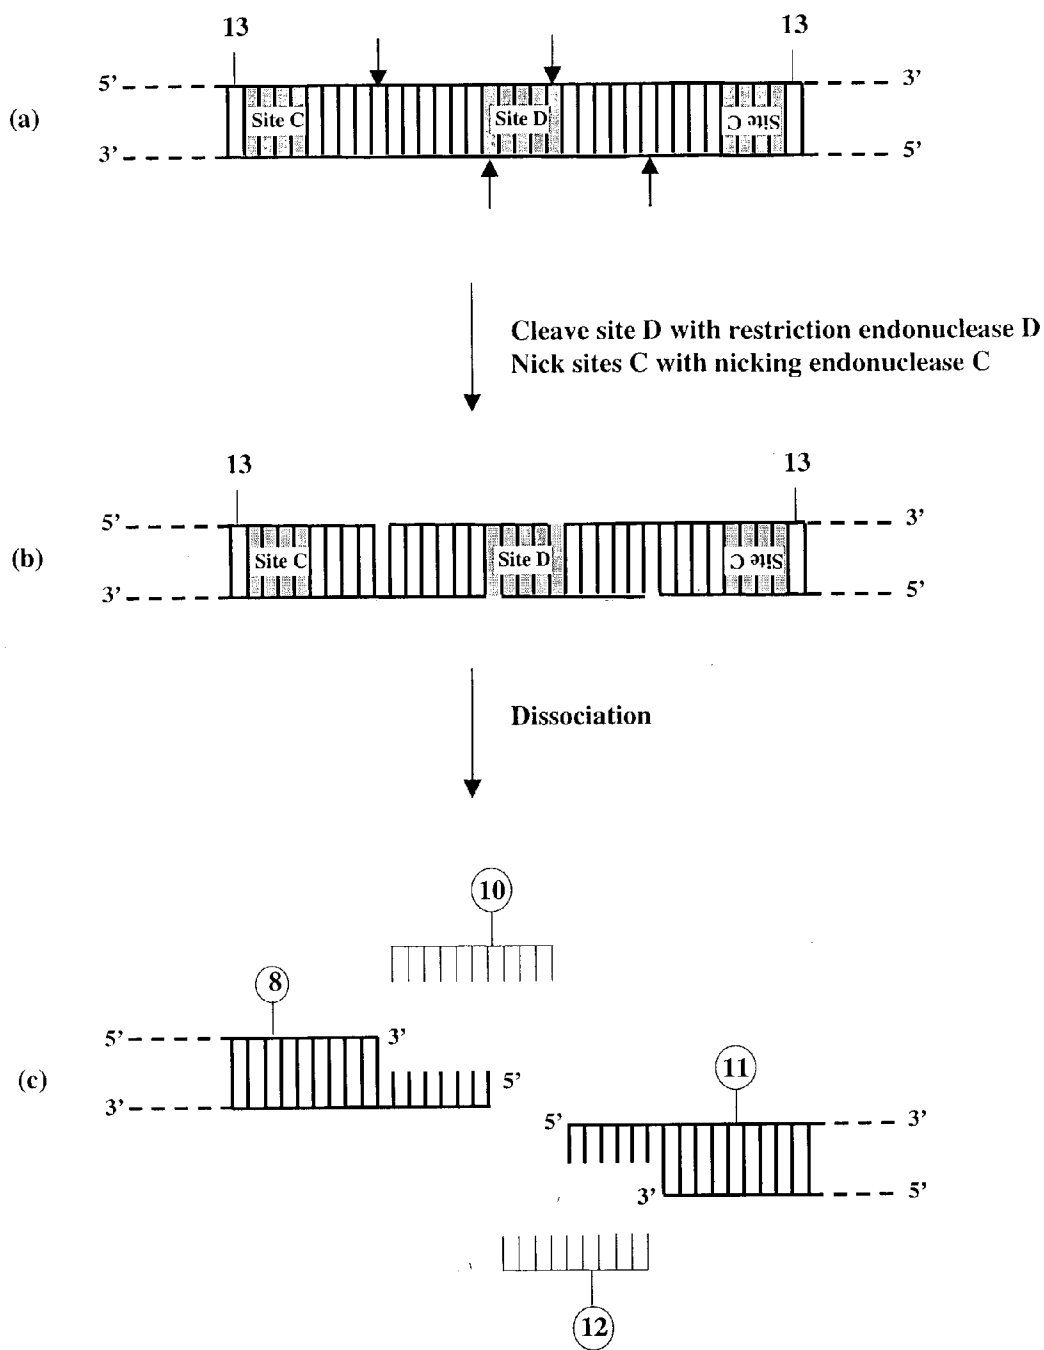 13 13
5' 3'
(a) Site C Site D Site C
3' 5'
Cleave site D with restriction endonuclease D
Nick sites C with nicking endonuclease C
13 13
5' 3'
(b) Site C Site D Site C
3' 5'
Dissociation
10
8
5' 3'
(c) 11
5'
3'
5' 3'
3' 5'
12